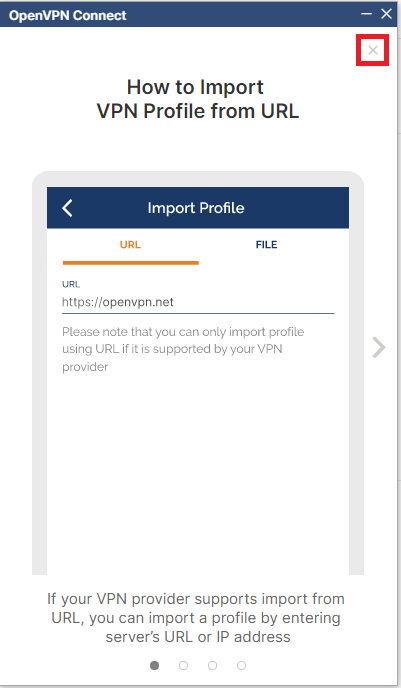 OpenVPN Connect
How to Import
VPN Profile from URL
Import Profile
URL
FILE
URL
https://openvpn.net
Please note that you can only import profile
using URL if it is supported by your VPN
provider
If your VPN provider supports import from
URL, you can import a profile by entering
server's URL or IP address